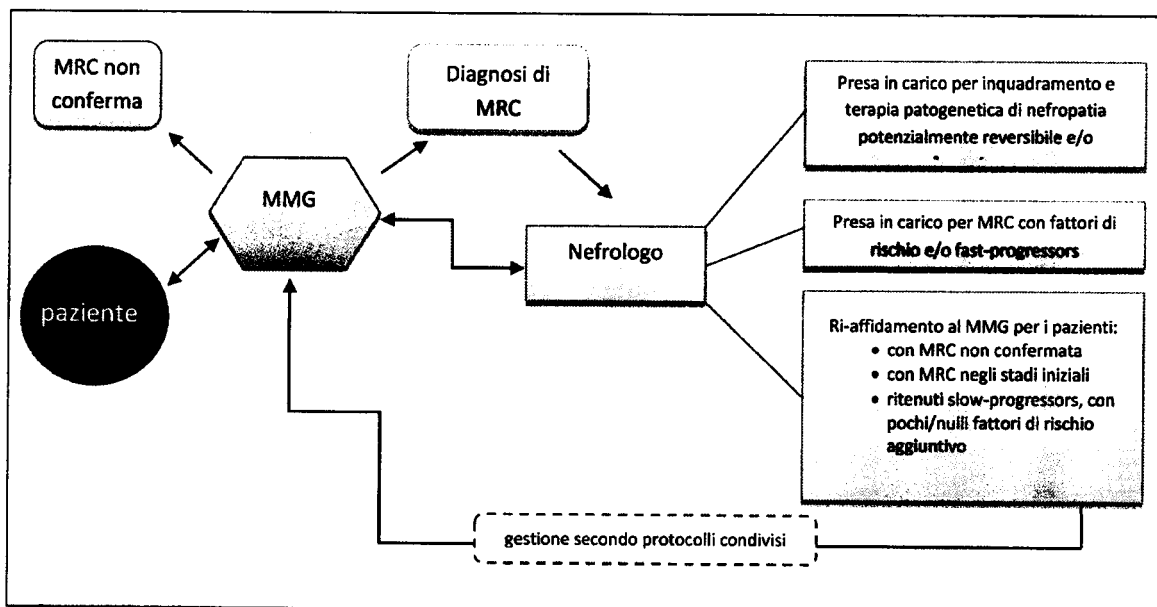 MRC non
conferma
Diagnosi di
MRC
MMG
paziente
Nefrologo
Presa in carico per inquadramento e
terapia patogenetica di nefropatia
potenzialmente reversibile e/o
Presa in carico per MRC con fattori di
rischio e/o fast-progressors
Ri-affidamento al MMG per i pazienti:
• con MRC non confermata
• con MRC negli stadi iniziali
• ritenuti slow-progressors, con
pochi/nulli fattori di rischio
aggiuntivo
gestione secondo protocolli condivisi